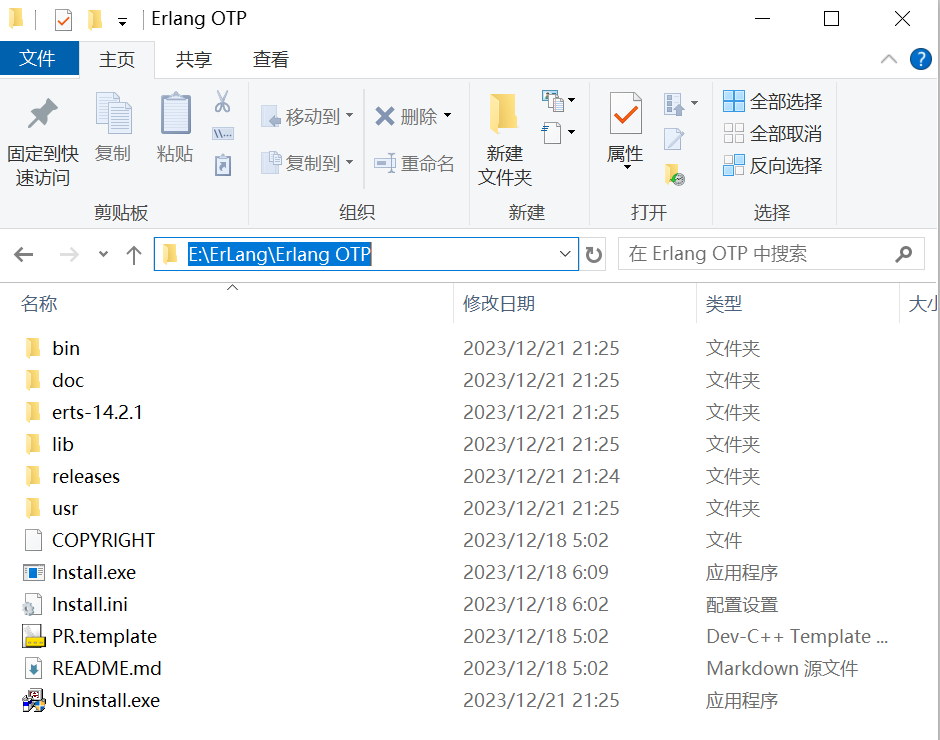 Erlang OTP
文件 主页 共享 查看
固定到快速访问
复制
粘贴
剪贴板
移动到
复制到
删除
重命名
组织
新建
文件夹
新建
属性
打开
全部选择
全部取消
反向选择
选择
E:\ErLang\Erlang OTP
在 Erlang OTP 中搜索
名称 修改日期 类型 大小
bin 2023/12/21 21:25 文件夹
doc 2023/12/21 21:25 文件夹
erts-14.2.1 2023/12/21 21:25 文件夹
lib 2023/12/21 21:25 文件夹
releases 2023/12/21 21:24 文件夹
usr 2023/12/21 21:25 文件夹
COPYRIGHT 2023/12/18 5:02 文件
Install.exe 2023/12/18 6:09 应用程序
Install.ini 2023/12/18 6:02 配置设置
PR.template 2023/12/18 5:02 Dev-C++ Template ...
README.md 2023/12/18 5:02 Markdown 源文件
Uninstall.exe 2023/12/21 21:25 应用程序